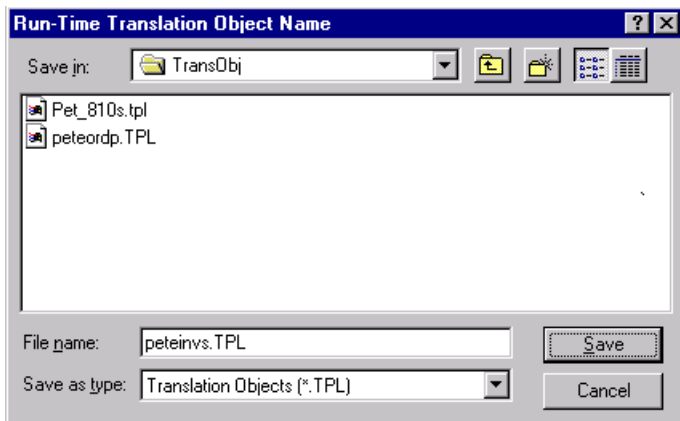 Run-Time Translation Object Name
Save in: TransObj
Pet_810s.tpl
peteordp.TPL
File name: peteinvs.TPL Save
Save as type: Translation Objects (*.TPL) Cancel